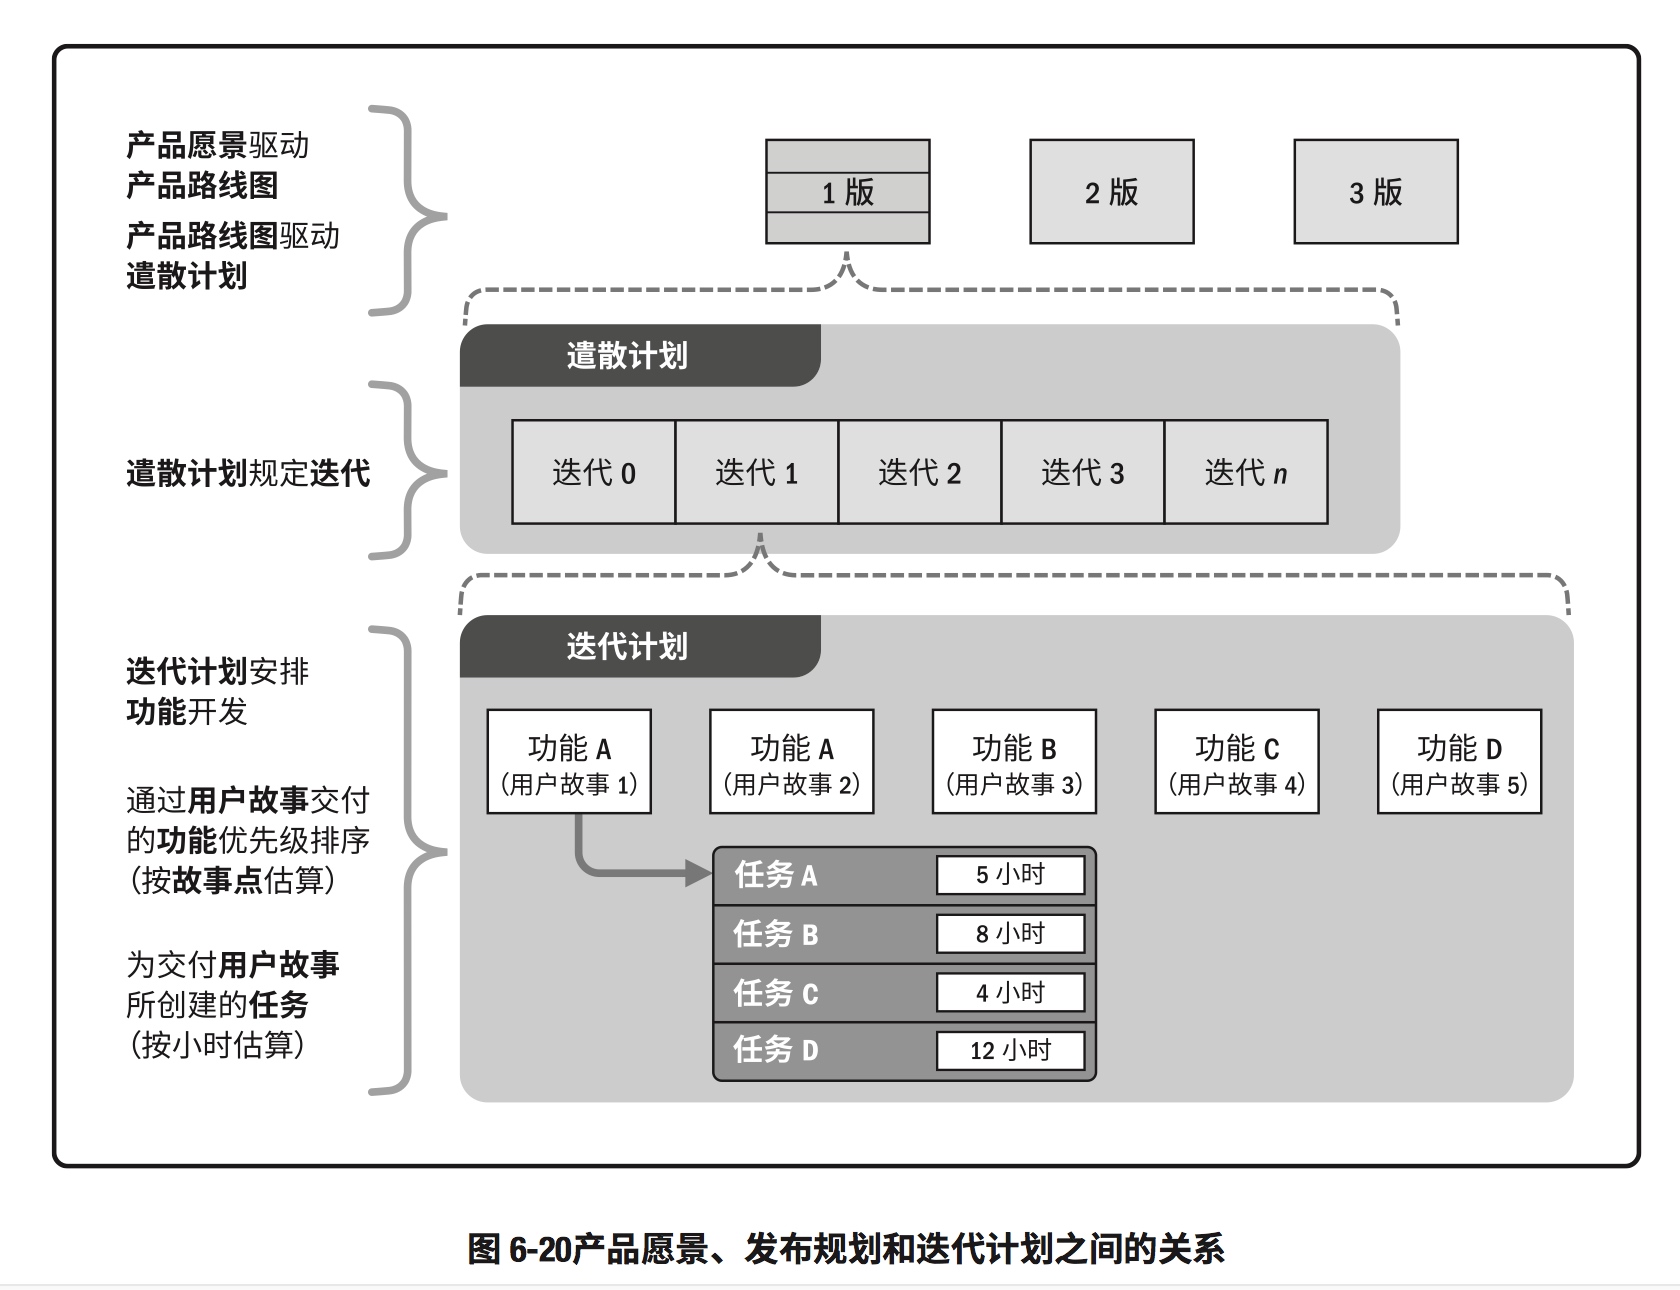 产品愿景驱动
产品路线图
产品路线图驱动
遣散计划
1 版
2 版
3 版
遣散计划
遣散计划规定迭代
迭代 0
迭代 1
迭代 2
迭代 3
迭代 n
迭代计划
迭代计划安排
功能开发
功能 A
(用户故事 1)
功能 A
(用户故事 2)
功能 B
(用户故事 3)
功能 C
(用户故事 4)
功能 D
(用户故事 5)
通过用户故事交付
的功能优先级排序
(按故事点估算)
任务 A
5 小时
任务 B
8 小时
任务 C
4 小时
任务 D
12 小时
为交付用户故事
所创建的任务
(按小时估算)
图 6-20产品愿景、发布规划和迭代计划之间的关系